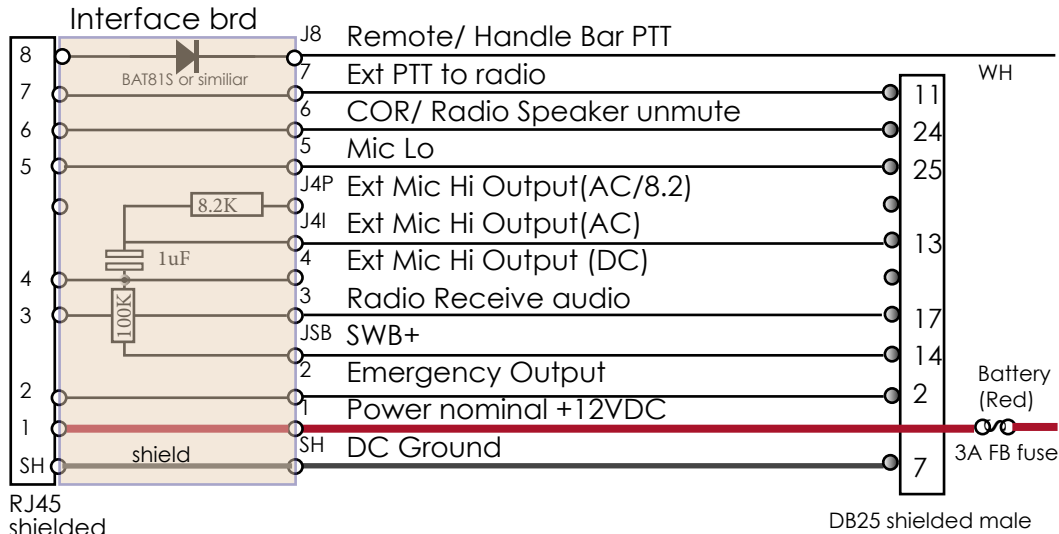 Interface brd
8
BAT81S or similiar
J8
Remote/ Handle Bar PTT
WH
7
7
Ext PTT to radio
11
6
6
COR/ Radio Speaker unmute
24
5
5
Mic Lo
25
8.2K
J4P
Ext Mic Hi Output(AC/8.2)
J4I
Ext Mic Hi Output(AC)
13
1uF
4
4
Ext Mic Hi Output (DC)
3
100K
3
Radio Receive audio
17
JSB
SWB+
14
2
2
Emergency Output
2
Battery
(Red)
1
1
Power nominal +12VDC
3A FB fuse
SH
shield
SH
DC Ground
7
RJ45
shielded
DB25 shielded male